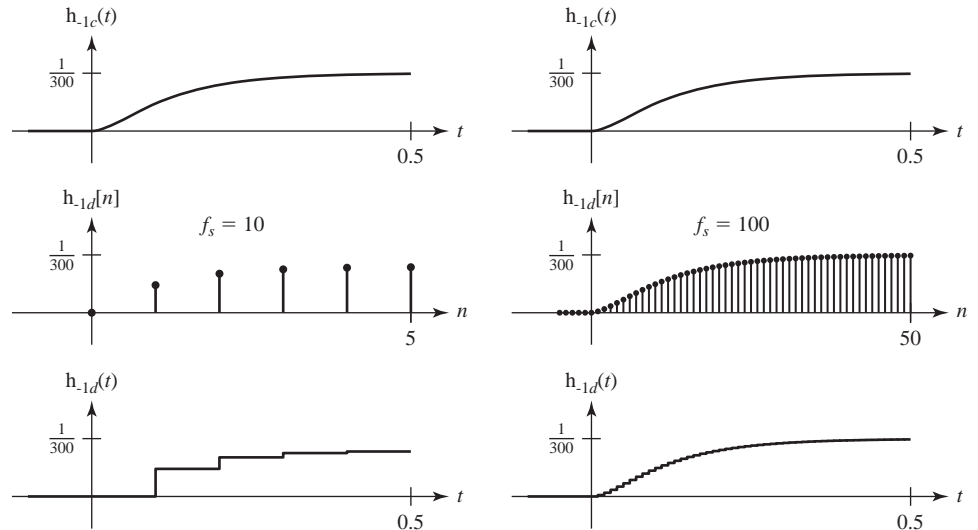 h-1c(t)
1
300
t
0.5
h-1c(t)
1
300
t
0.5
h-1d[n]
fs = 10
1
300
n
5
h-1d[n]
fs = 100
1
300
n
50
h-1d(t)
1
300
t
0.5
h-1d(t)
1
300
t
0.5